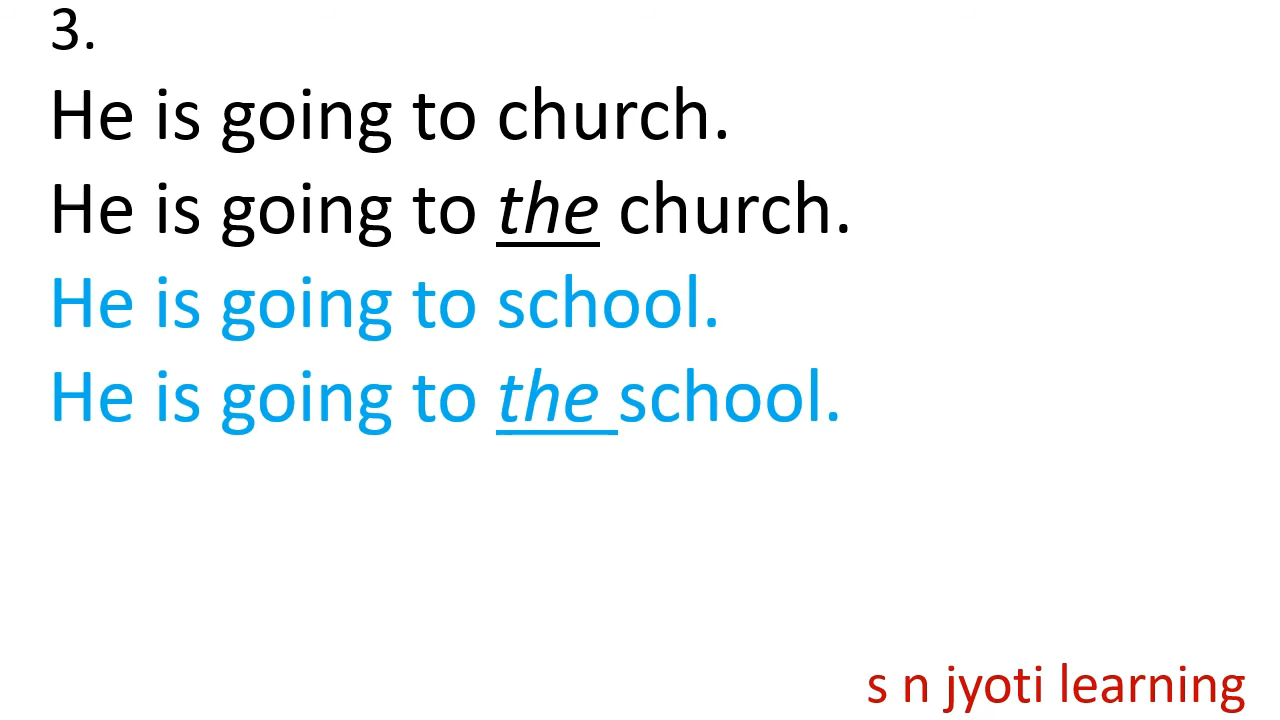 3.
He is going to church.
He is going to the church.
He is going to school.
He is going to the school.
s n jyoti learning